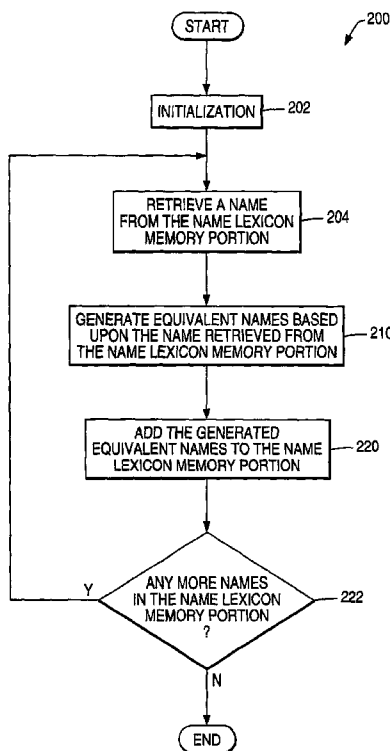 START
200
INITIALIZATION
202
RETRIEVE A NAME
FROM THE NAME LEXICON
MEMORY PORTION
204
GENERATE EQUIVALENT NAMES BASED
UPON THE NAME RETRIEVED FROM
THE NAME LEXICON MEMORY PORTION
210
ADD THE GENERATED
EQUIVALENT NAMES TO THE NAME
LEXICON MEMORY PORTION
220
Y
ANY MORE NAMES
IN THE NAME LEXICON
MEMORY PORTION
?
222
N
END